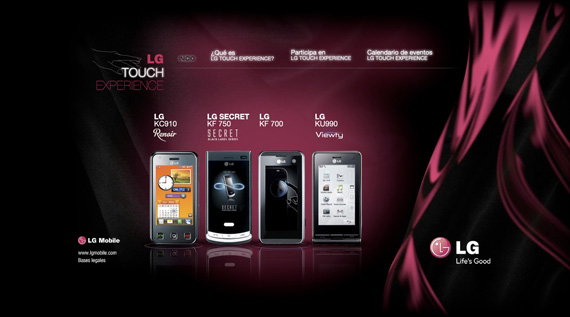 LG
TOUCH
EXPERIENCE
INICIO
¿Qué es
LG TOUCH EXPERIENCE?
Participa en
LG TOUCH EXPERIENCE
Calendario de eventos
LG TOUCH EXPERIENCE
LG
KC910
Renoir
LG SECRET
KF 750
SECRET
LG
KF 700
LG
KU990
Viewty
LG Mobile
www.lgmobile.com
Bases legales
LG
Life's Good